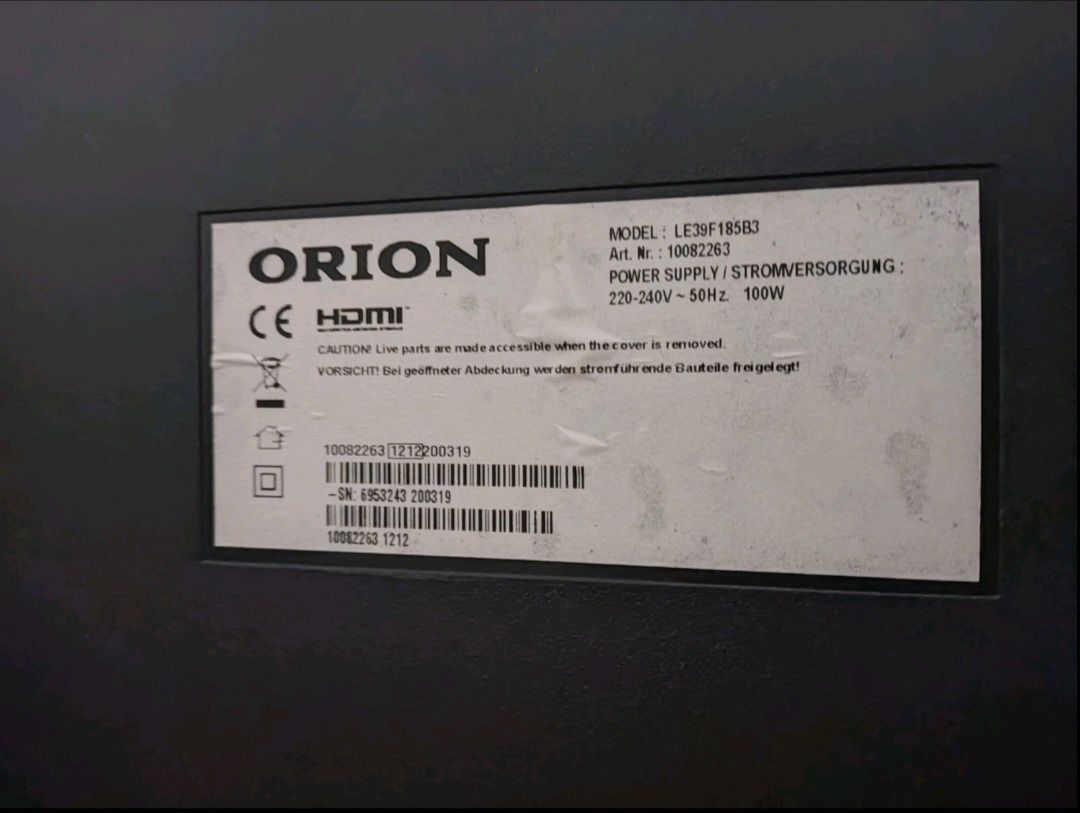 ORION
MODEL : LE39F185B3
Art. Nr. : 10082263
POWER SUPPLY / STROMVERSORGUNG :
220-240V ~ 50Hz. 100W
CE HDMI
CAUTION! Live parts are made accessible when the cover is removed.
VORSICHT! Bei geöffneter Abdeckung werden stromführende Bauteile freigelegt!
10082263 1212 200319
-SN: 6953243 200319
10082263 1212